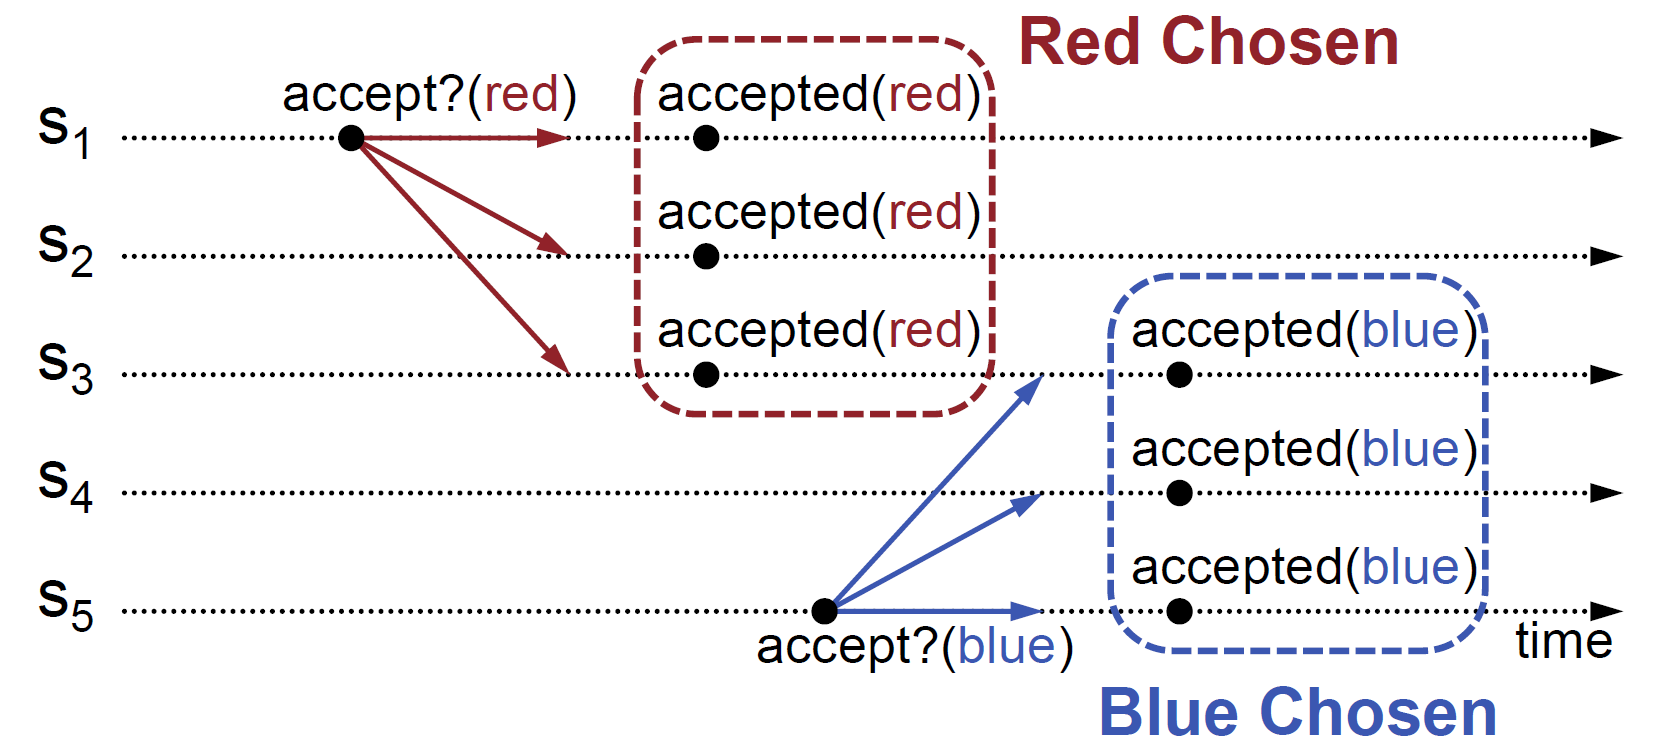 Red Chosen
accept?(red)
accepted(red)
S1
accepted(red)
S2
accepted(red)
accepted(blue)
S3
accepted(blue)
S4
accepted(blue)
S5
accept?(blue)
time
Blue Chosen